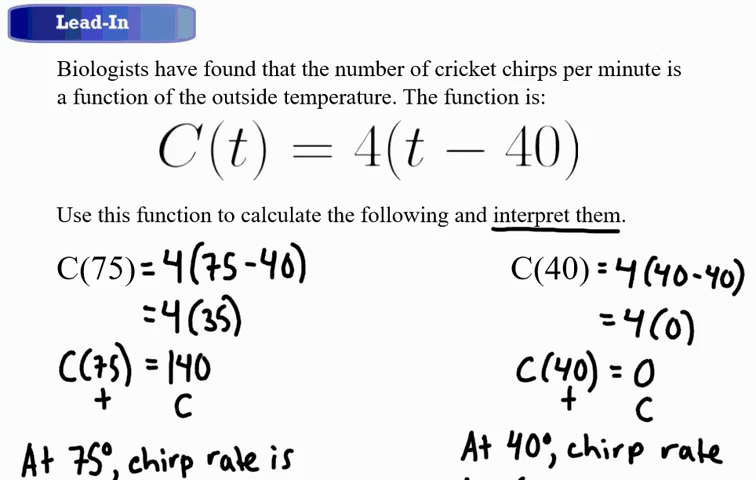 Lead-In
Biologists have found that the number of cricket chirps per minute is
a function of the outside temperature. The function is:
C(t) = 4(t − 40)
Use this function to calculate the following and interpret them.
C(75) = 4(75-40)
= 4(35)
C(75) = 140
t C
At 75°, chirp rate is
C(40) = 4(40-40)
= 4(0)
C(40) = 0
t C
At 40°, chirp rate